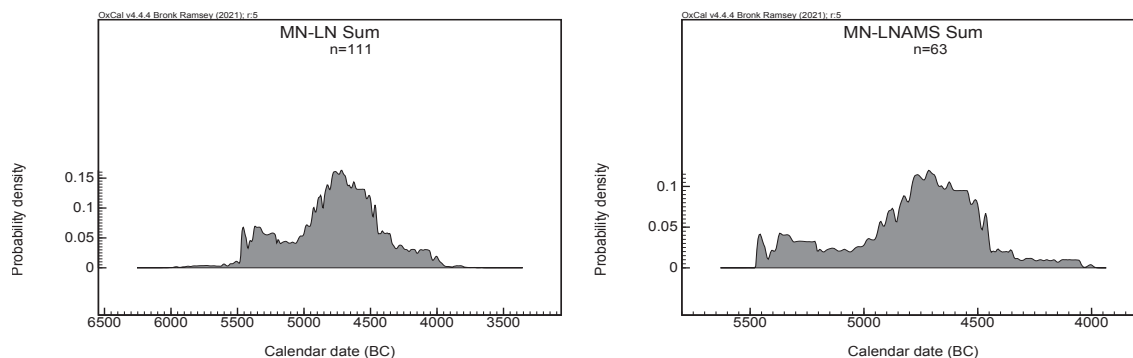 OxCal v4.4.4 Bronk Ramsey (2021); r:5
MN-LN Sum
n=111
Probability density
0.15
0.1
0.05
0
6500 6000 5500 5000 4500 4000 3500
Calendar date (BC)
OxCal v4.4.4 Bronk Ramsey (2021); r:5
MN-LNAMS Sum
n=63
Probability density
0.1
0.05
0
5500 5000 4500 4000
Calendar date (BC)